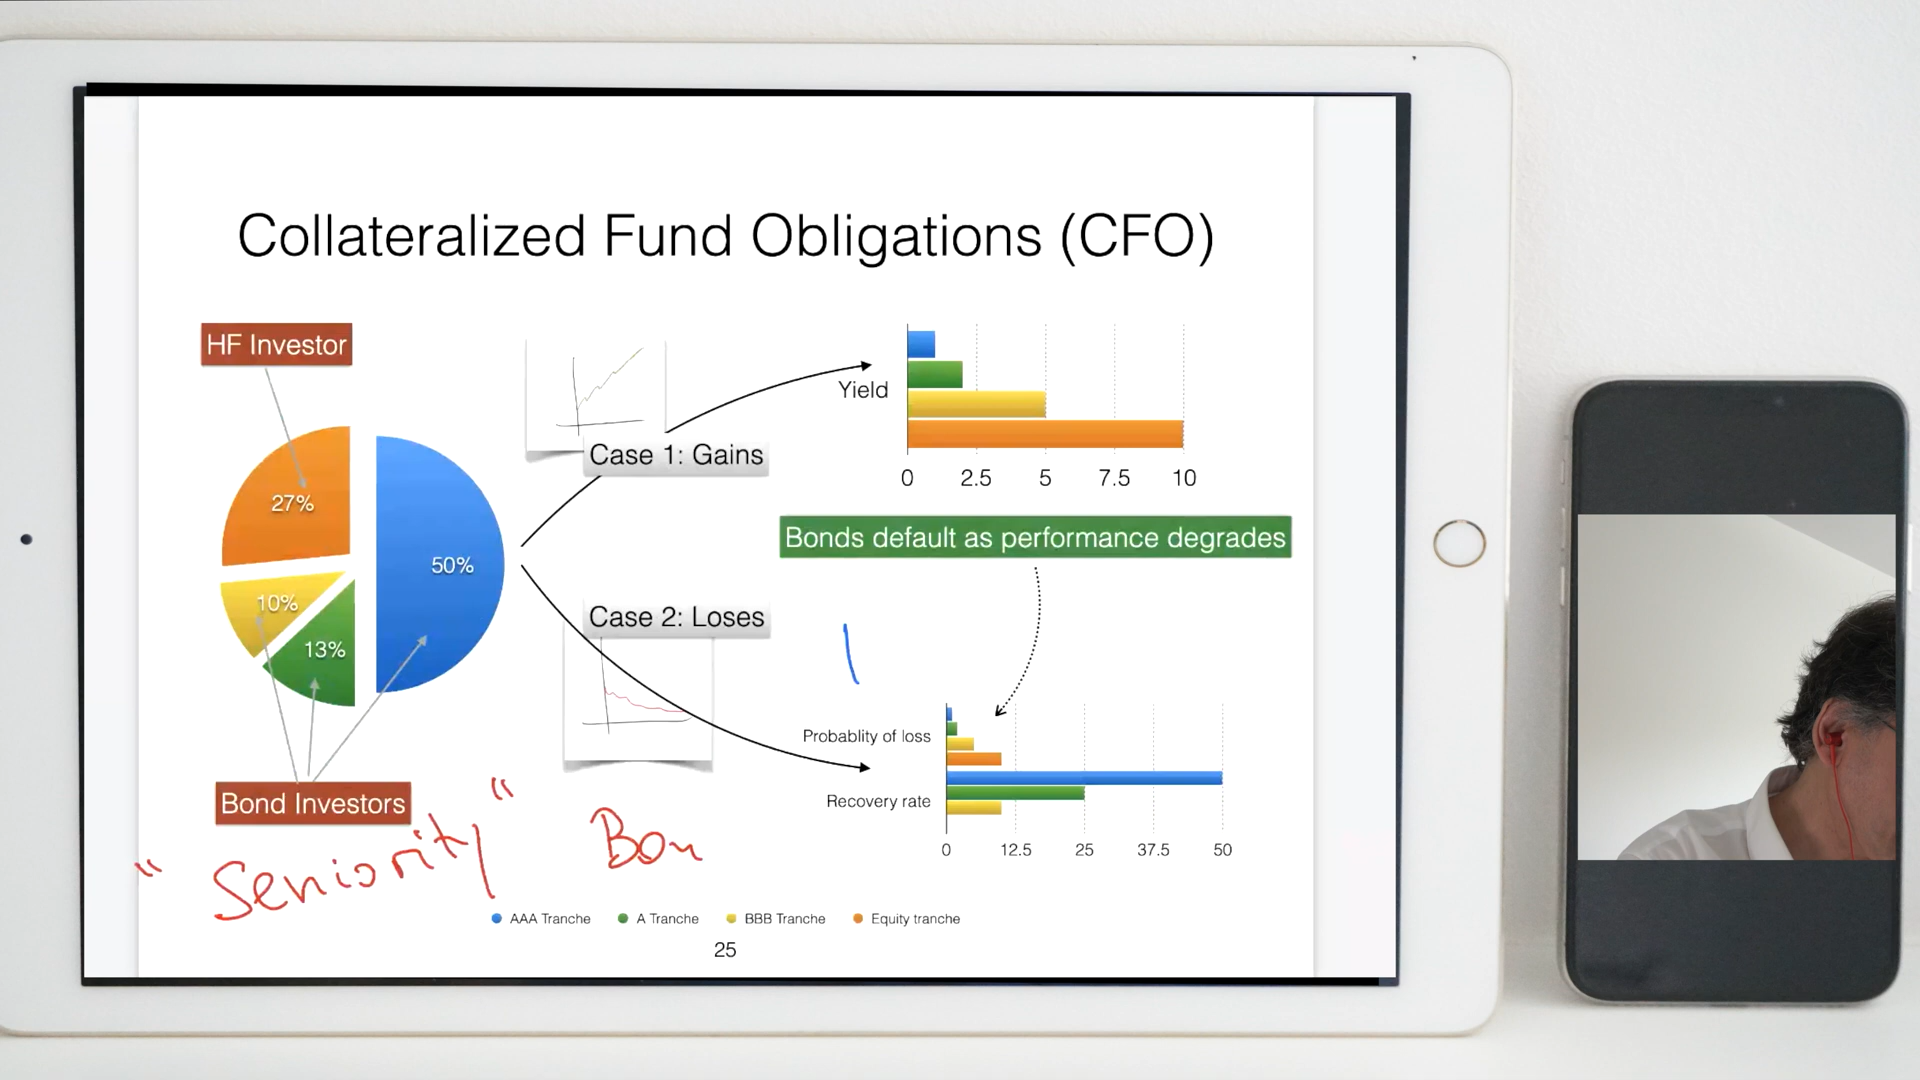 Collateralized Fund Obligations (CFO)
HF Investor
27%
50%
10%
13%
Bond Investors
Case 1: Gains
Yield
0 2.5 5 7.5 10
Bonds default as performance degrades
Case 2: Loses
Probablity of loss
Recovery rate
0 12.5 25 37.5 50
"Seniority" Bon
AAA Tranche A Tranche BBB Tranche Equity tranche
25